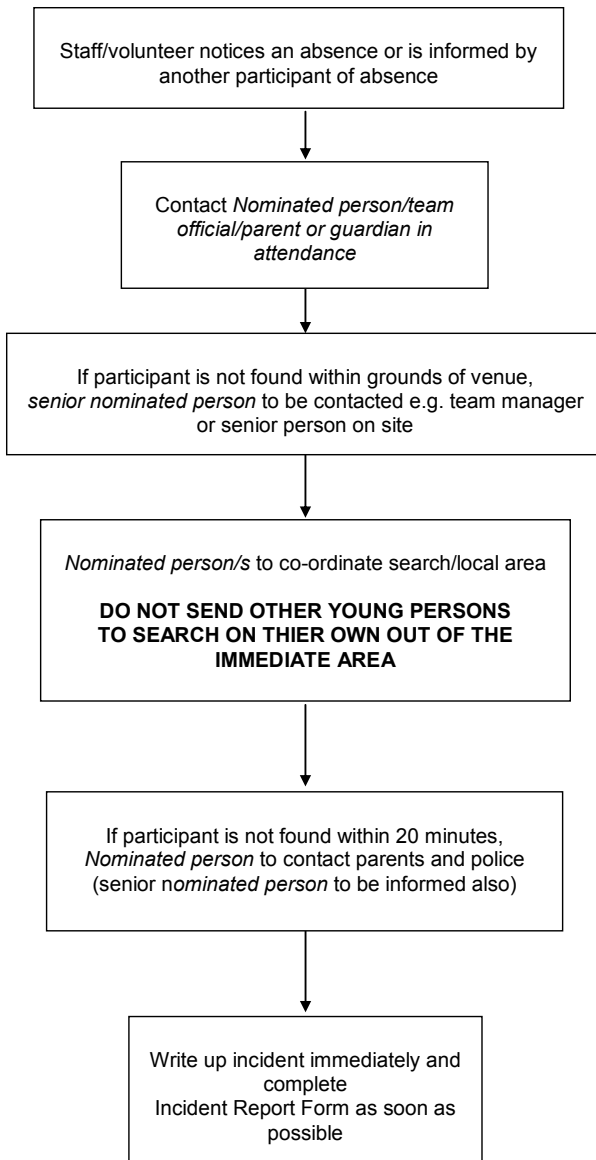 Staff/volunteer notices an absence or is informed by
another participant of absence
Contact Nominated person/team
official/parent or guardian in
attendance
If participant is not found within grounds of venue,
senior nominated person to be contacted e.g. team manager
or senior person on site
Nominated person/s to co-ordinate search/local area
DO NOT SEND OTHER YOUNG PERSONS
TO SEARCH ON THIER OWN OUT OF THE
IMMEDIATE AREA
If participant is not found within 20 minutes,
Nominated person to contact parents and police
(senior nominated person to be informed also)
Write up incident immediately and
complete
Incident Report Form as soon as
possible